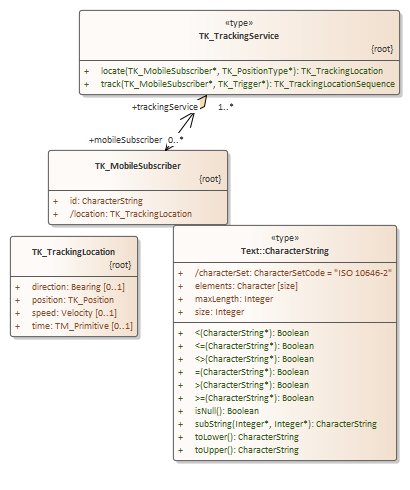 «type»
TK_TrackingService
{root}
+ locate(TK_MobileSubscriber*, TK_PositionType*): TK_TrackingLocation
+ track(TK_MobileSubscriber*, TK_Trigger*): TK_TrackingLocationSequence
+trackingService 1..*
+mobileSubscriber 0..*
TK_MobileSubscriber
{root}
+ id: CharacterString
+ /location: TK_TrackingLocation
TK_TrackingLocation
{root}
+ direction: Bearing [0..1]
+ position: TK_Position
+ speed: Velocity [0..1]
+ time: TM_Primitive [0..1]
«type»
Text::CharacterString
+ /characterSet: CharacterSetCode = "ISO 10646-2"
+ elements: Character [size]
+ maxLength: Integer
+ size: Integer
+ <(CharacterString*): Boolean
+ <=(CharacterString*): Boolean
+ <>(CharacterString*): Boolean
+ =(CharacterString*): Boolean
+ >(CharacterString*): Boolean
+ >=(CharacterString*): Boolean
+ isNull(): Boolean
+ subString(Integer*, Integer*): CharacterString
+ toLower(): CharacterString
+ toUpper(): CharacterString